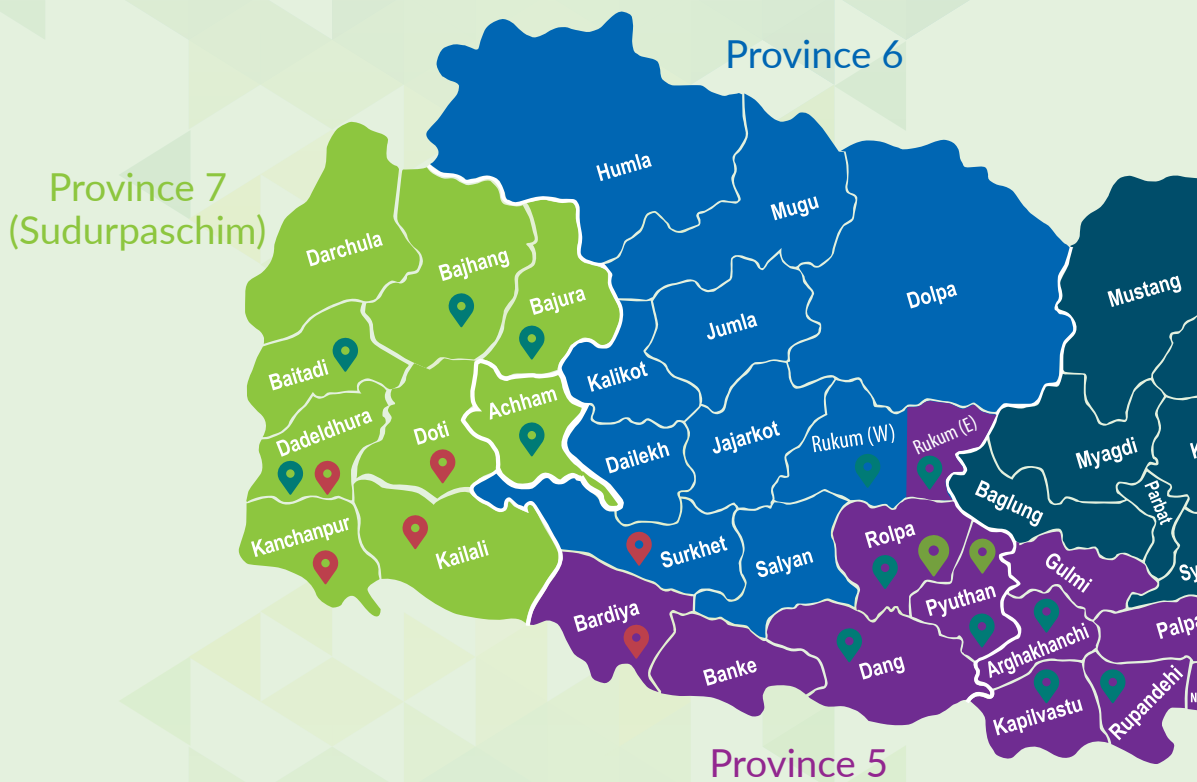 Province 6
Province 7
(Sudurpaschim)
Humla
Mugu
Darchula
Bajhang
Bajura
Dolpa
Mustang
Jumla
Baitadi
Kalikot
Achham
Dadeldhura
Doti
Dailekh
Jajarkot
Rukum (W)
Rukum (E)
Myagdi
Parbat
Baglung
Kanchanpur
Kailali
Surkhet
Salyan
Rolpa
Gulmi
Sy
Pyuthan
Bardiya
Banke
Dang
Arghakhanchi
Palpa
Kapilvastu
Rupandehi
N
Province 5